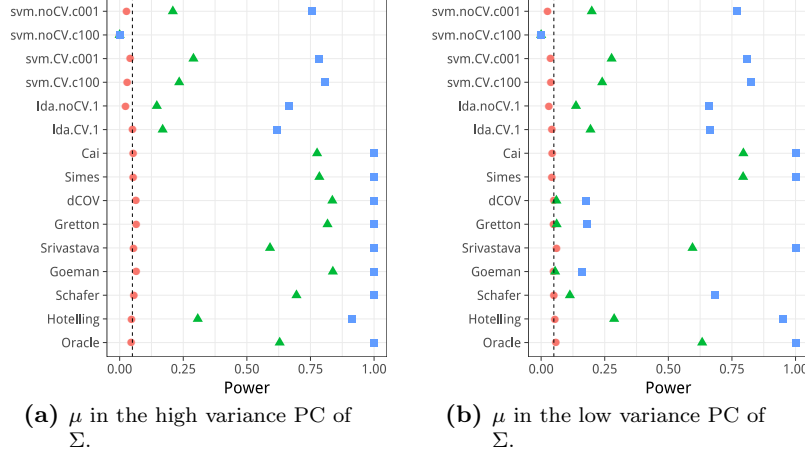 svm.noCV.c001
svm.noCV.c100
svm.CV.c001
svm.CV.c100
lda.noCV.1
lda.CV.1
Cai
Simes
dCOV
Gretton
Srivastava
Goeman
Schafer
Hotelling
Oracle
0.00 0.25 0.50 0.75 1.00
Power
(a) μ in the high variance PC of
Σ.
svm.noCV.c001
svm.noCV.c100
svm.CV.c001
svm.CV.c100
lda.noCV.1
lda.CV.1
Cai
Simes
dCOV
Gretton
Srivastava
Goeman
Schafer
Hotelling
Oracle
0.00 0.25 0.50 0.75 1.00
Power
(b) μ in the low variance PC of
Σ.